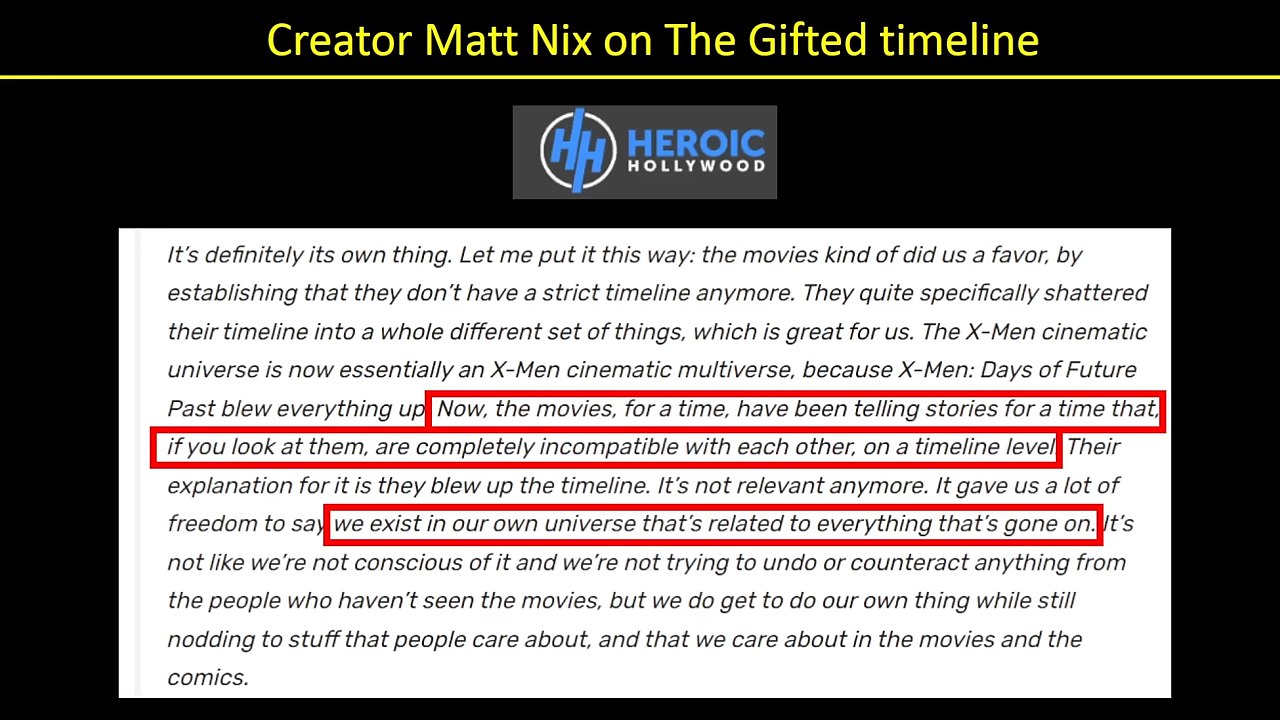 Creator Matt Nix on The Gifted timeline
HH HEROIC
HOLLYWOOD
It's definitely its own thing. Let me put it this way: the movies kind of did us a favor, by
establishing that they don't have a strict timeline anymore. They quite specifically shattered
their timeline into a whole different set of things, which is great for us. The X-Men cinematic
universe is now essentially an X-Men cinematic multiverse, because X-Men: Days of Future
Past blew everything up Now, the movies, for a time, have been telling stories for a time that,
if you look at them, are completely incompatible with each other, on a timeline level. Their
explanation for it is they blew up the timeline. It's not relevant anymore. It gave us a lot of
freedom to say we exist in our own universe that's related to everything that's gone on. It's
not like we're not conscious of it and we're not trying to undo or counteract anything from
the people who haven't seen the movies, but we do get to do our own thing while still
nodding to stuff that people care about, and that we care about in the movies and the
comics.